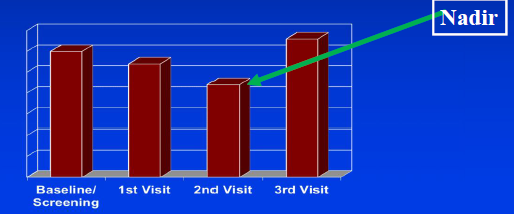 Nadir
Baseline/
Screening
1st Visit
2nd Visit
3rd Visit